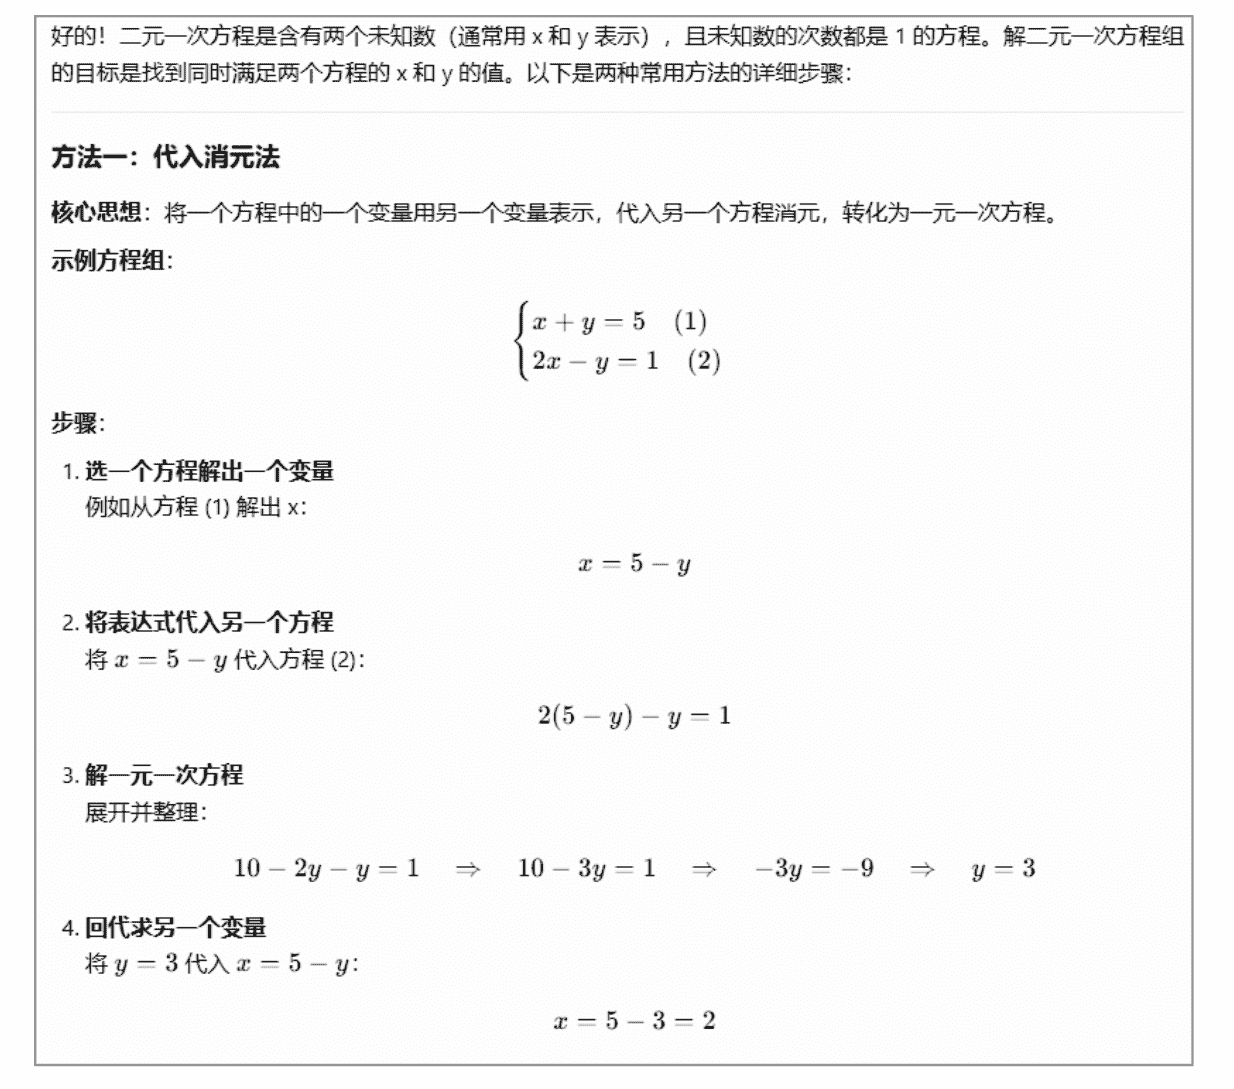 好的！二元一次方程是含有两个未知数（通常用 x 和 y 表示），且未知数的次数都是 1 的方程。解二元一次方程组
的目标是找到同时满足两个方程的 x 和 y 的值。以下是两种常用方法的详细步骤：
方法一：代入消元法
核心思想：将一个方程中的一个变量用另一个变量表示，代入另一个方程消元，转化为一元一次方程。
示例方程组：
x + y = 5 (1)
2x − y = 1 (2)
步骤：
1. 选一个方程解出一个变量
例如从方程 (1) 解出 x：
x = 5 − y
2. 将表达式代入另一个方程
将 x = 5 − y 代入方程 (2)：
2(5 − y) − y = 1
3. 解一元一次方程
展开并整理：
10 − 2y − y = 1 ⇒ 10 − 3y = 1 ⇒ −3y = −9 ⇒ y = 3
4. 回代求另一个变量
将 y = 3 代入 x = 5 − y：
x = 5 − 3 = 2